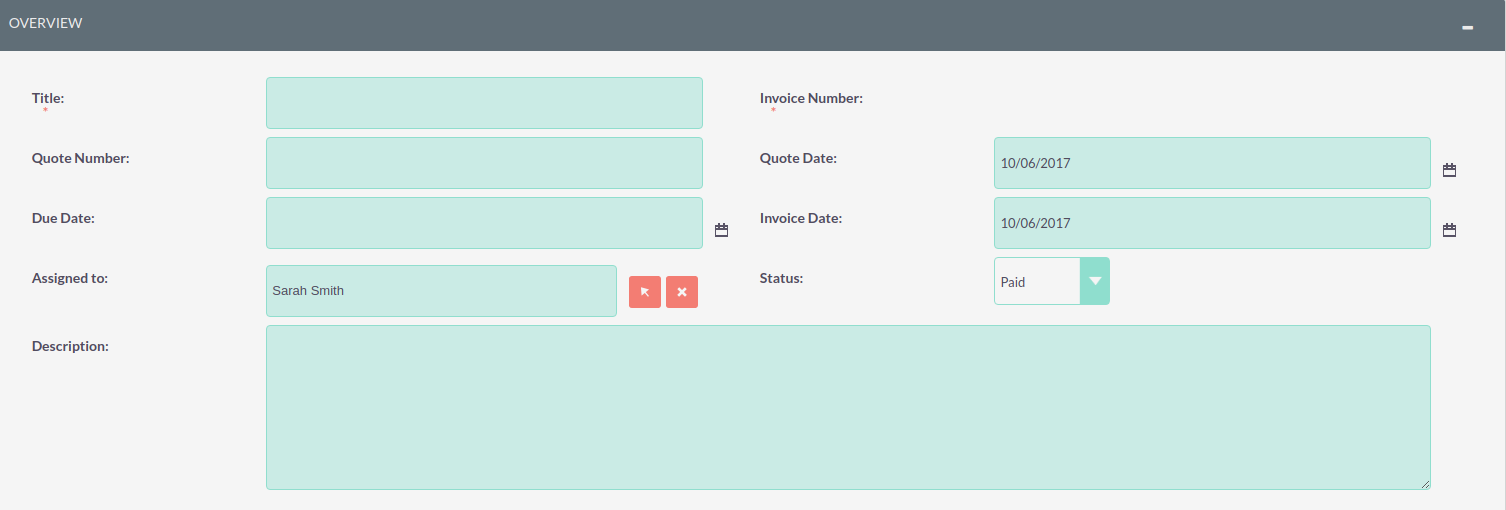 OVERVIEW
Title:
*
Invoice Number:
*
Quote Number:
Quote Date:
10/06/2017
Due Date:
Invoice Date:
10/06/2017
Assigned to:
Sarah Smith
Status:
Paid
Description: